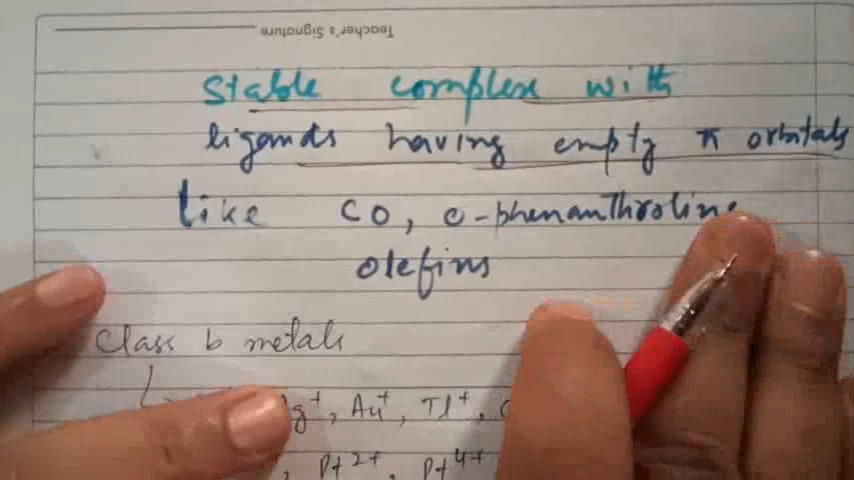 Teacher's Signature
Stable complex with
ligands having empty π orbitals
like CO, o-phenanthroline
olefins
Class b metals
Au⁺, Tl⁺,
Pt²⁺, Pt⁴⁺